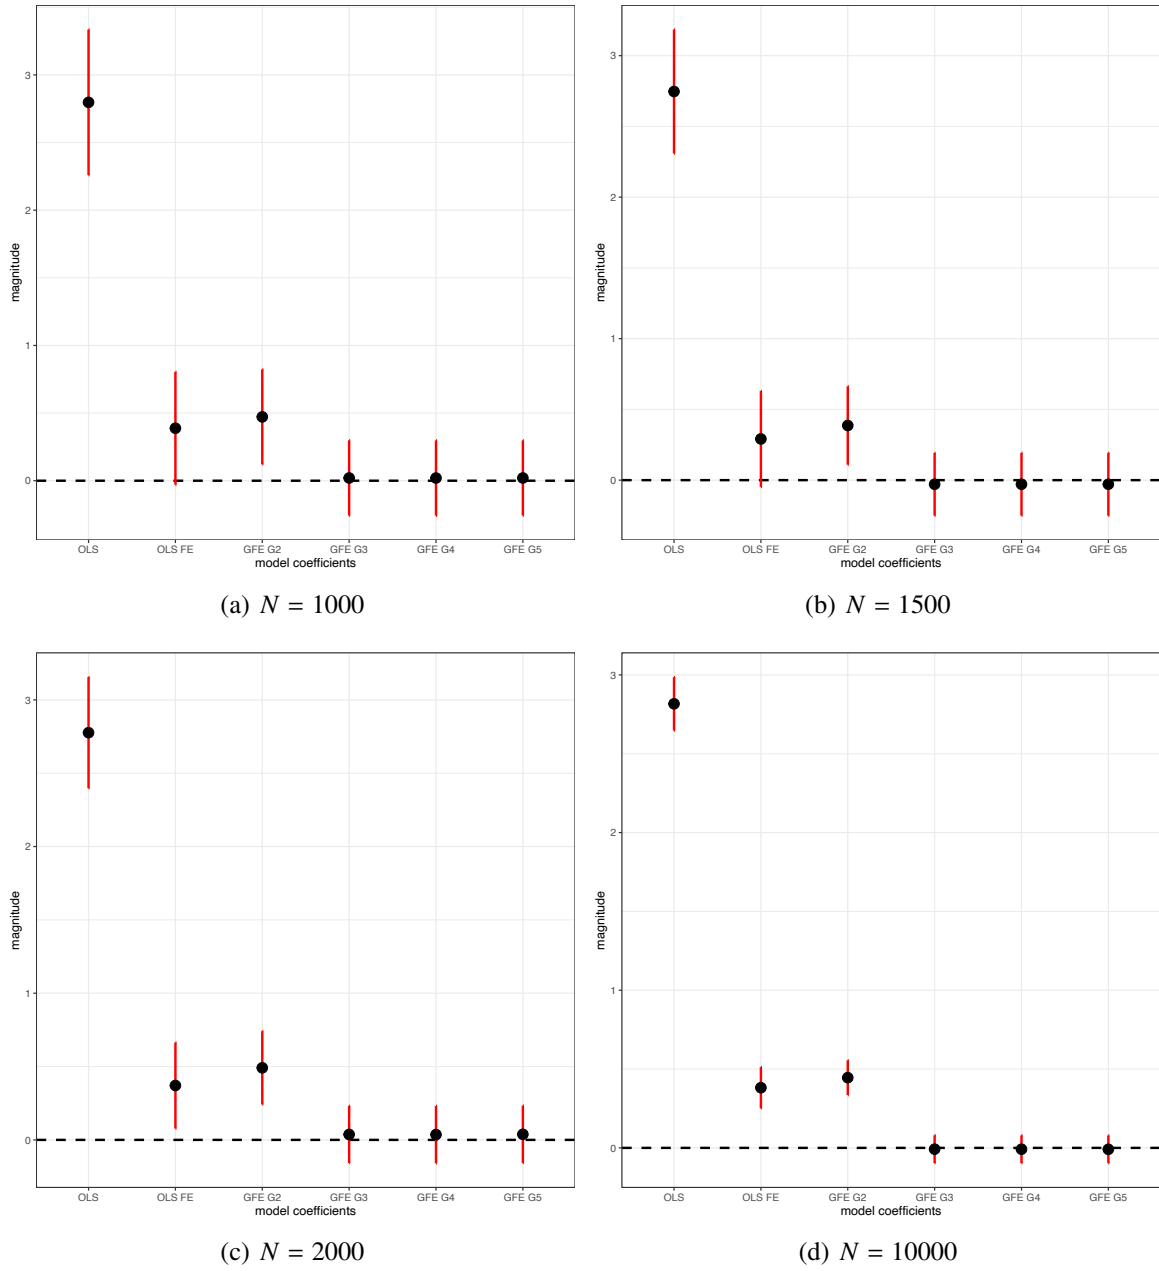 3
2
1
0
magnitude
OLS OLS FE GFE G2 GFE G3 GFE G4 GFE G5
model coefficients
(a) N = 1000
3
2
1
0
magnitude
OLS OLS FE GFE G2 GFE G3 GFE G4 GFE G5
model coefficients
(b) N = 1500
3
2
1
0
magnitude
OLS OLS FE GFE G2 GFE G3 GFE G4 GFE G5
model coefficients
(c) N = 2000
3
2
1
0
magnitude
OLS OLS FE GFE G2 GFE G3 GFE G4 GFE G5
model coefficients
(d) N = 10000